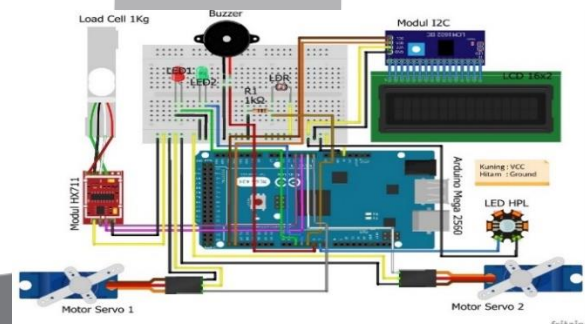 Load Cell 1Kg
Buzzer
Modul I2C
LED1
LED2
LDR
R1
1kΩ
LCD 16x2
Modul HX711
Arduino Mega 2560
Kuning : VCC
Hitam : Ground
LED HPL
Motor Servo 1
Motor Servo 2